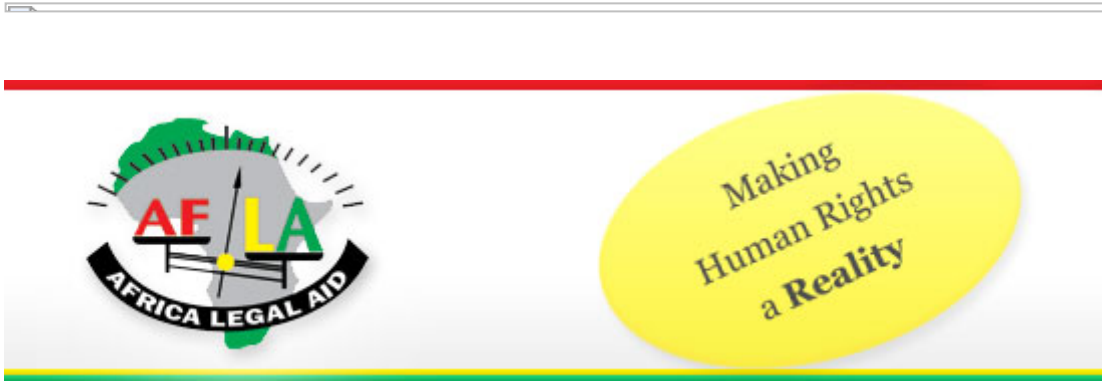 AF LA
AFRICA LEGAL AID
Making
Human Rights
a Reality